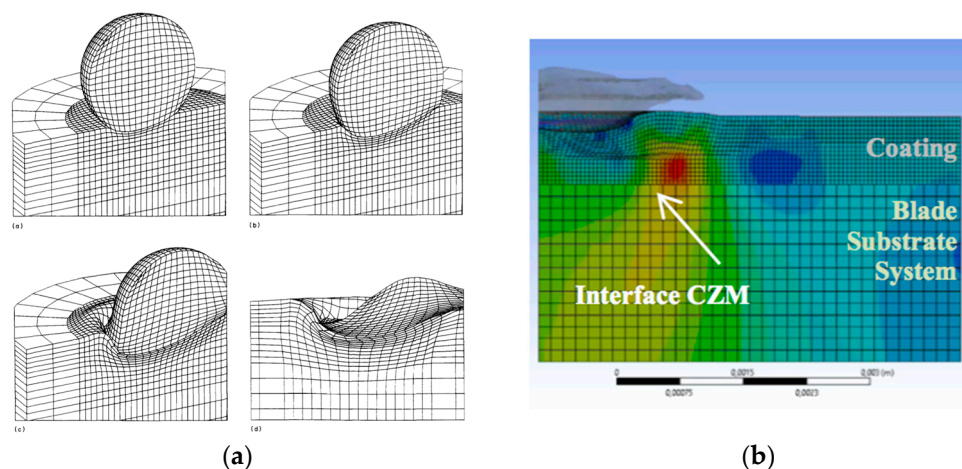 (a)
(b)
(c)
(d)
Coating
Blade
Substrate
System
Interface CZM
0
0,0015
0,003 (m)
0,00075
0,0023
(a)
(b)